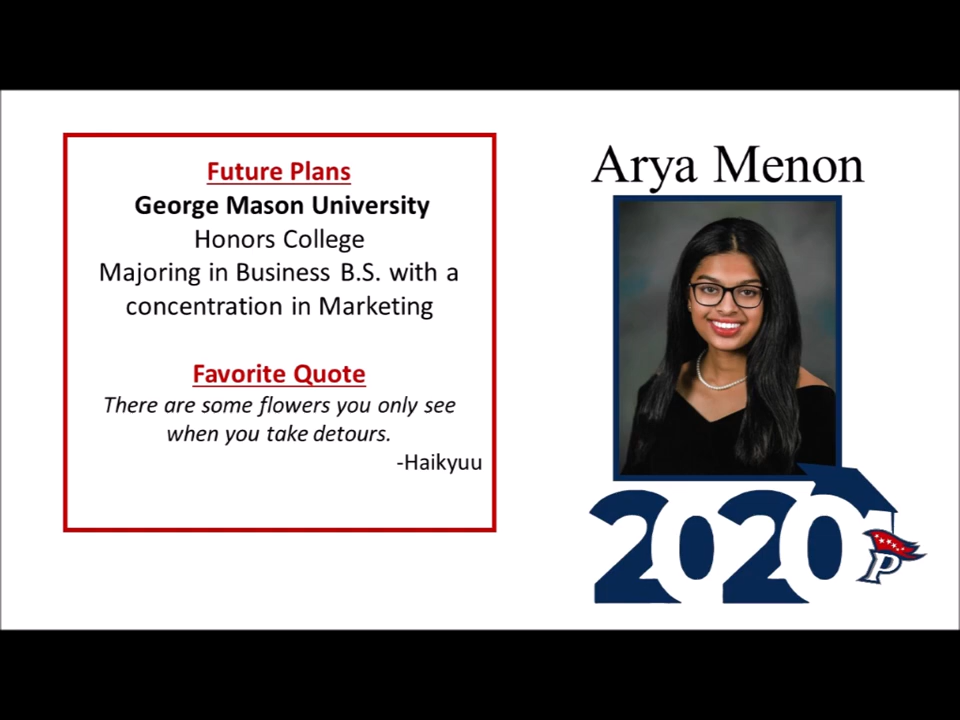 Future Plans
George Mason University
Honors College
Majoring in Business B.S. with a
concentration in Marketing
Favorite Quote
There are some flowers you only see
when you take detours.
-Haikyuu
Arya Menon
2020
P